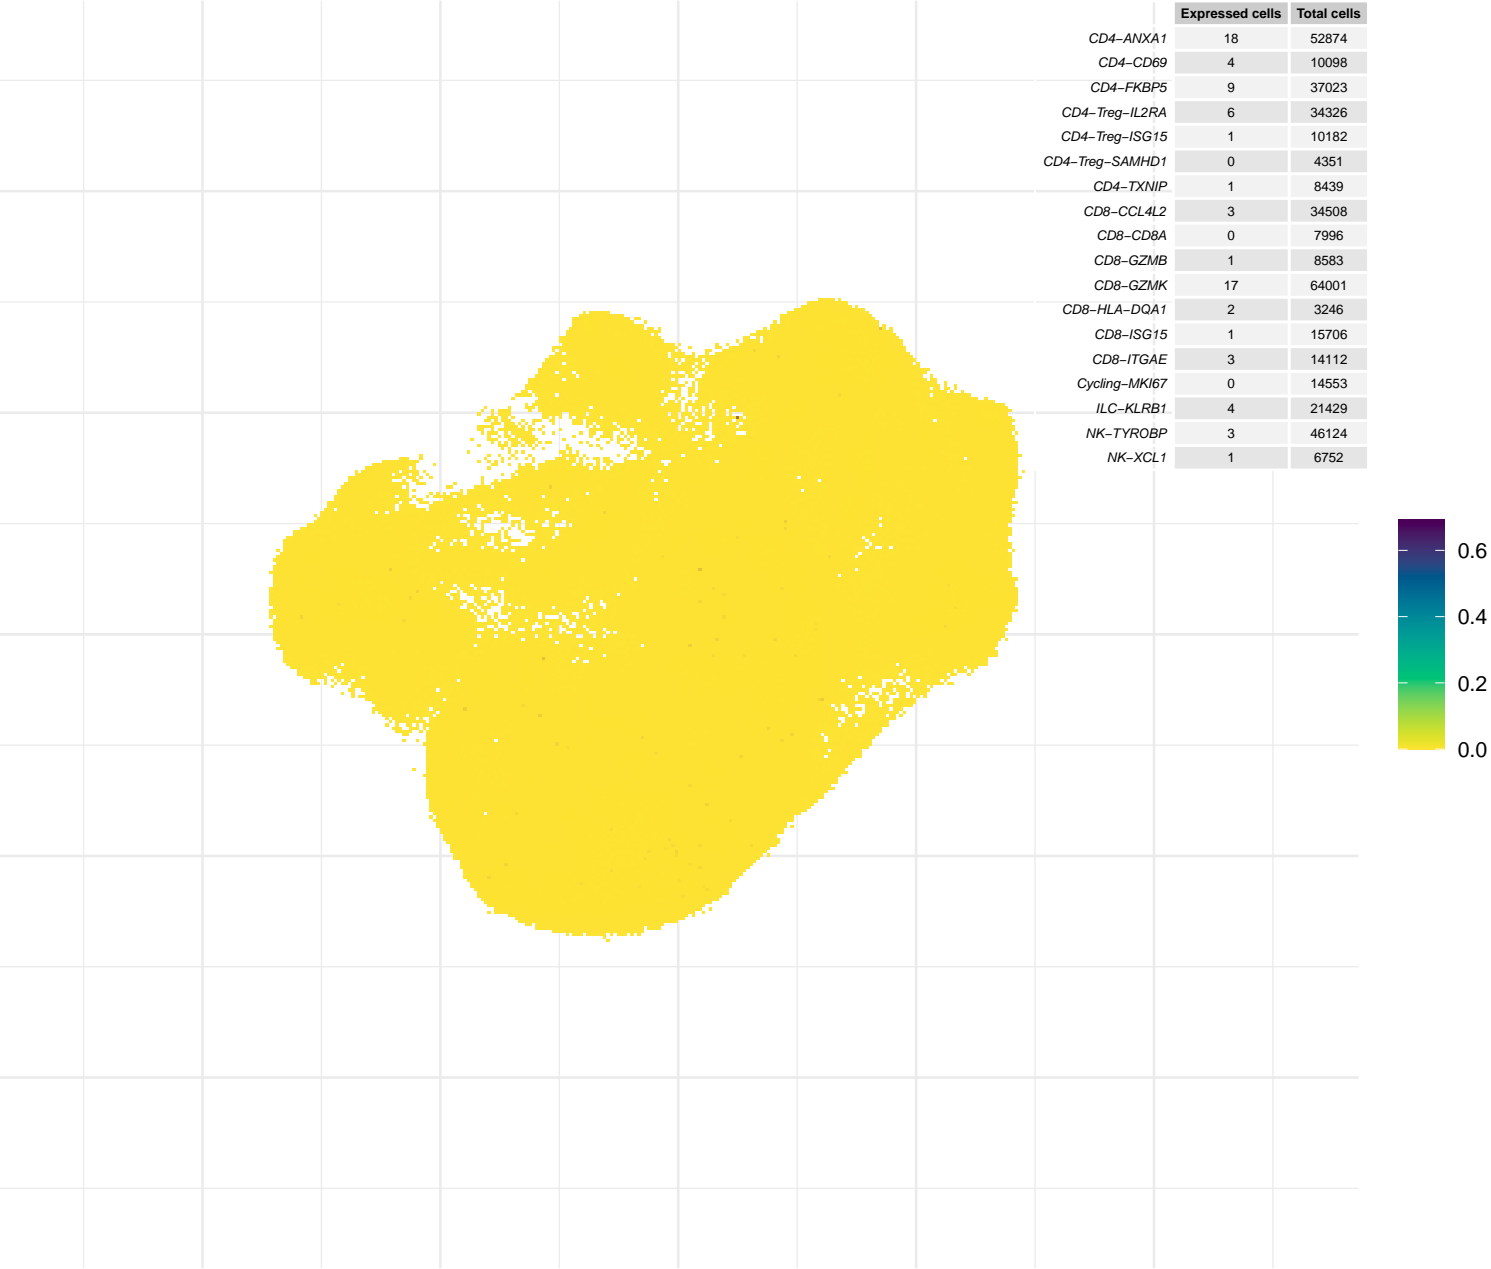 Expressed cells Total cells
CD4−ANXA1 18 52874
CD4−CD69 4 10098
CD4−FKBP5 9 37023
CD4−Treg−IL2RA 6 34326
CD4−Treg−ISG15 1 10182
CD4−Treg−SAMHD1 0 4351
CD4−TXNIP 1 8439
CD8−CCL4L2 3 34508
CD8−CD8A 0 7996
CD8−GZMB 1 8583
CD8−GZMK 17 64001
CD8−HLA−DQA1 2 3246
CD8−ISG15 1 15706
CD8−ITGAE 3 14112
Cycling−MKI67 0 14553
ILC−KLRB1 4 21429
NK−TYROBP 3 46124
NK−XCL1 1 6752
0.6
0.4
0.2
0.0